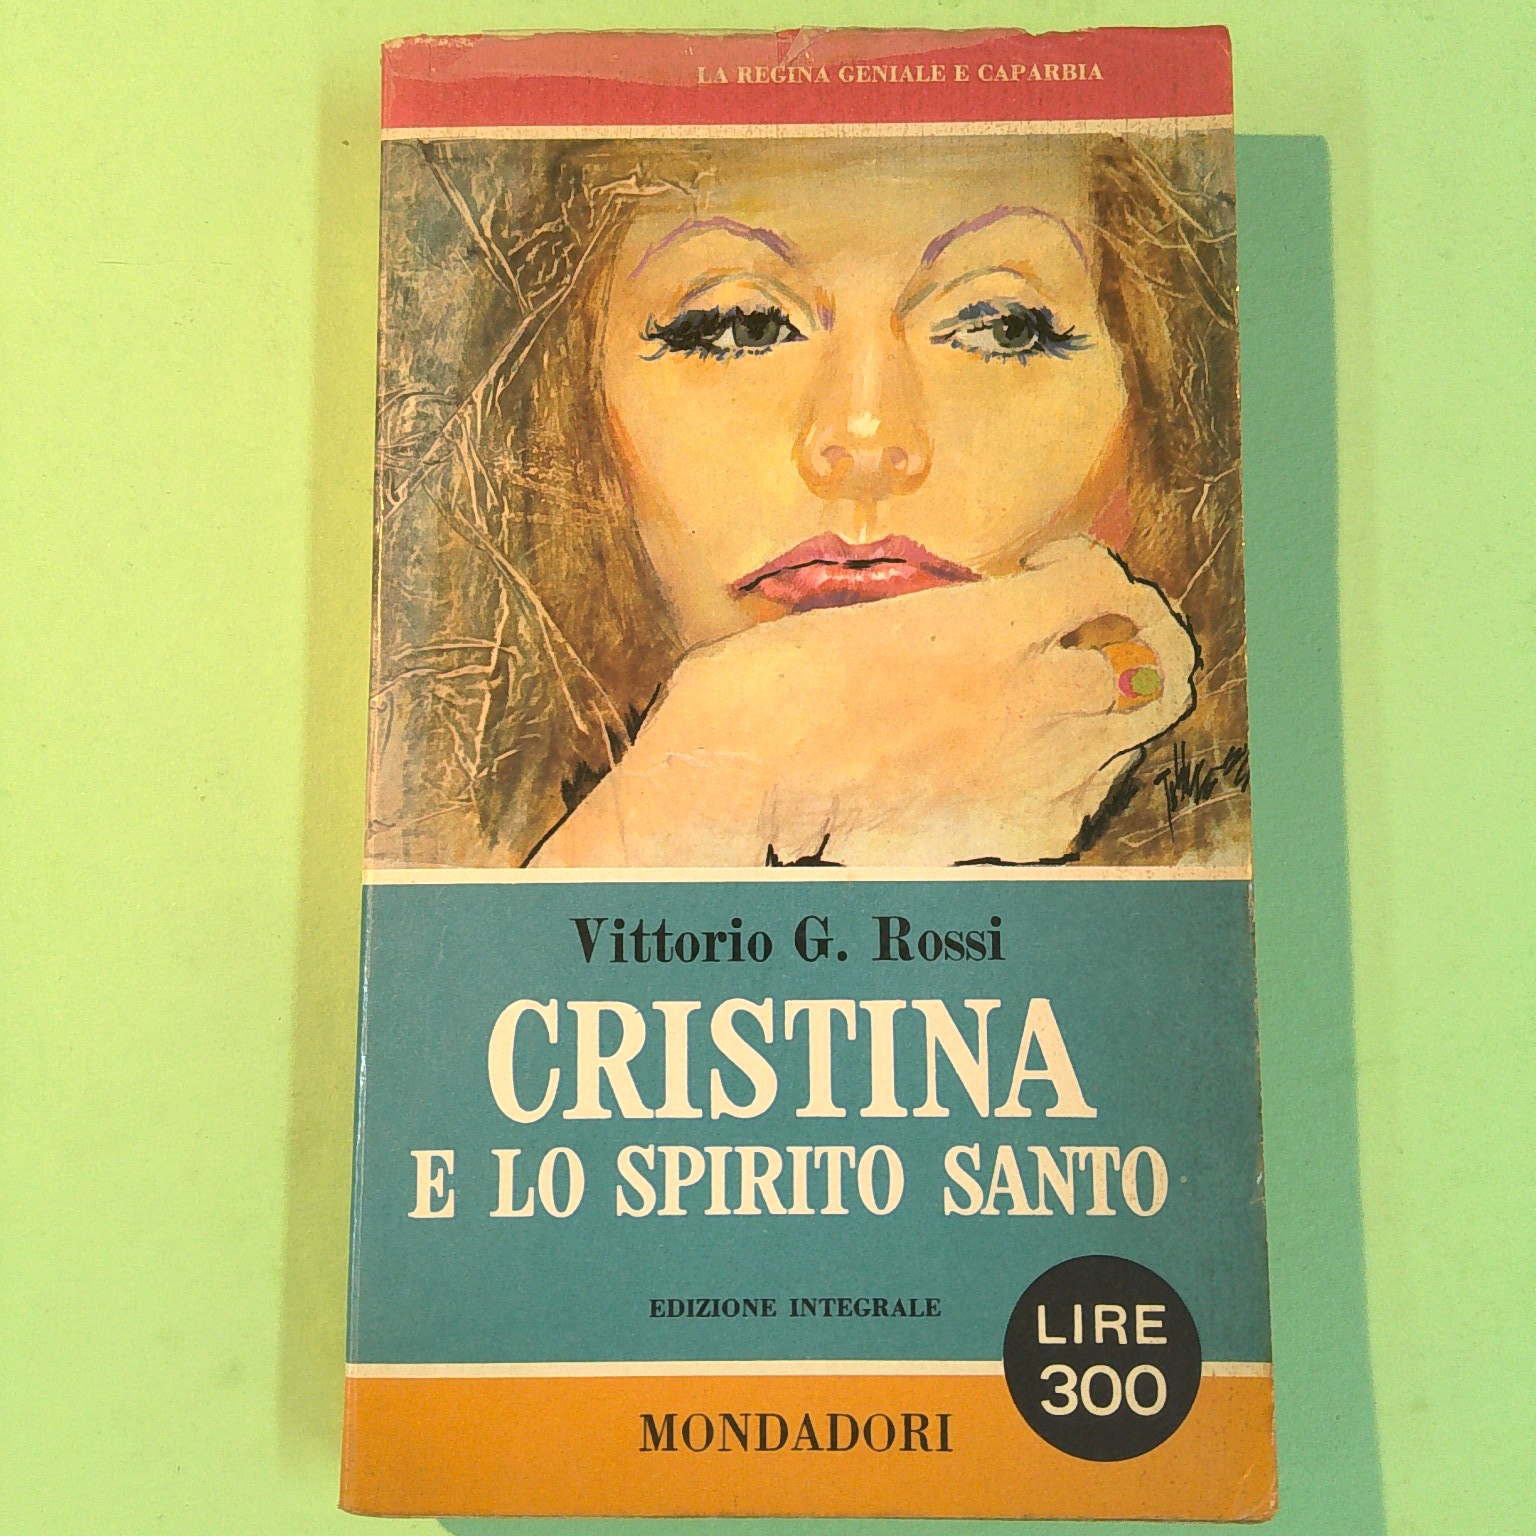 LA REGINA GENIALE E CAPARBIA
Vittorio G. Rossi
CRISTINA
E LO SPIRITO SANTO
EDIZIONE INTEGRALE
LIRE
300
MONDADORI